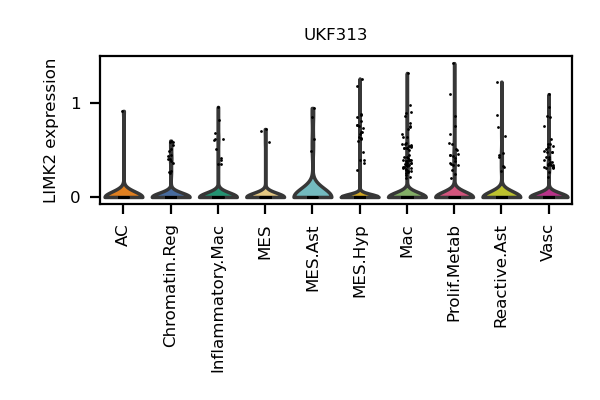 UKF313
LIMK2 expression
1
0
AC
Chromatin.Reg
Inflammatory.Mac
MES
MES.Ast
MES.Hyp
Mac
Prolif.Metab
Reactive.Ast
Vasc